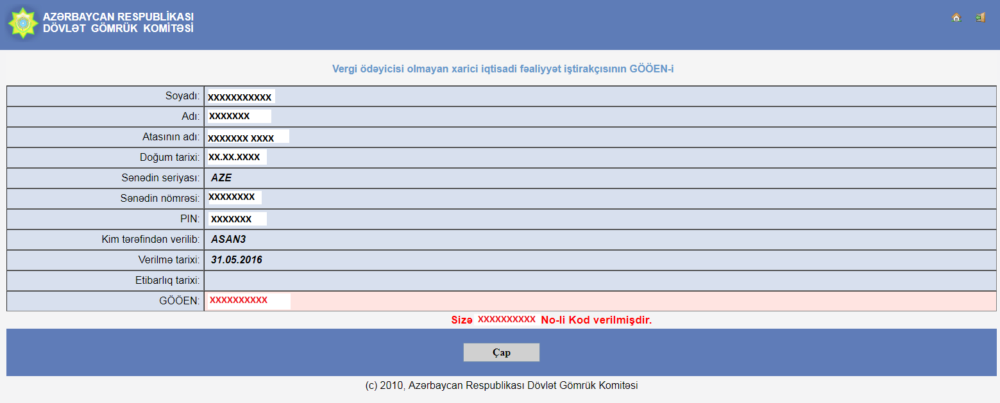 AZƏRBAYCAN RESPUBLİKASI
DÖVLƏT GÖMRÜK KOMİTƏSİ
Vergi ödəyicisi olmayan xarici iqtisadi fəaliyyət iştirakçısının GÖÖEN-i
Soyadı: XXXXXXXXXXX
Adı: XXXXXXX
Atasının adı: XXXXXXX XXXX
Doğum tarixi: XX.XX.XXXX
Sənədin seriyası: AZE
Sənədin nömrəsi: XXXXXXXX
PIN: XXXXXXX
Kim tərəfindən verilib: ASAN3
Verilmə tarixi: 31.05.2016
Etibarlıq tarixi:
GÖÖEN: XXXXXXXXXX
Sizə XXXXXXXXXX No-li Kod verilmişdir.
Çap
(c) 2010, Azərbaycan Respublikası Dövlət Gömrük Komitəsi